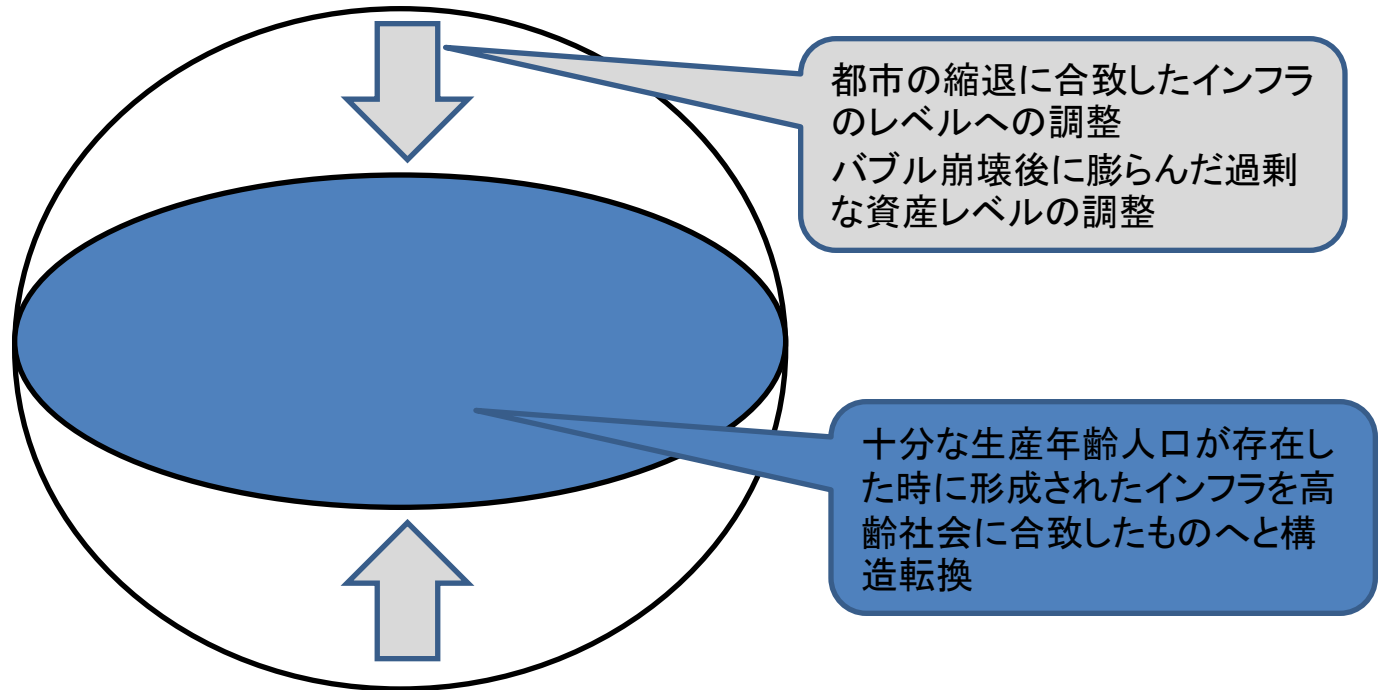 都市の縮退に合致したインフラ
のレベルへの調整
バブル崩壊後に膨らんだ過剰
な資産レベルの調整
十分な生産年齢人口が存在し
た時に形成されたインフラを高
齢社会に合致したものへと構
造転換